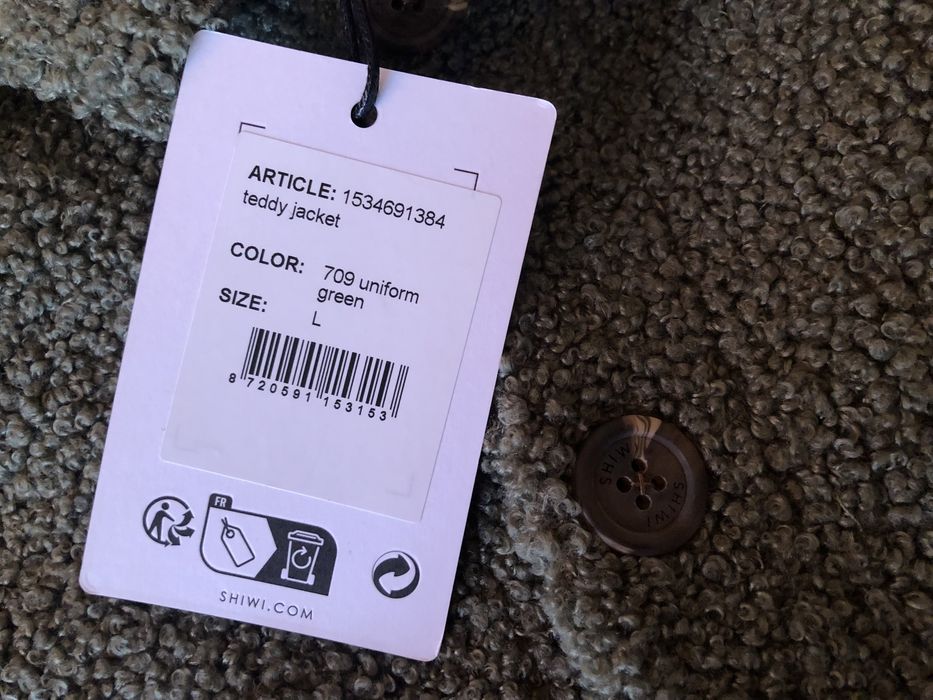 ARTICLE: 1534691384
teddy jacket
COLOR: 709 uniform
green
SIZE: L
8 720591 153153
FR
SHIWI.COM
SHIWI
SHIWI